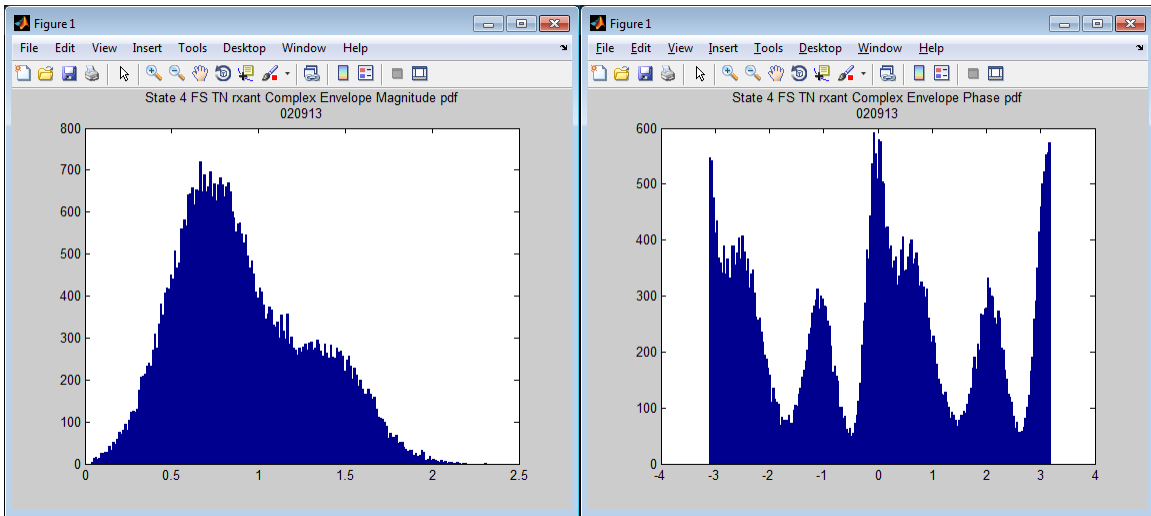 Figure 1
File Edit View Insert Tools Desktop Window Help
State 4 FS TN rxant Complex Envelope Magnitude pdf
020913
800
700
600
500
400
300
200
100
0
0 0.5 1 1.5 2 2.5
Figure 1
File Edit View Insert Tools Desktop Window Help
State 4 FS TN rxant Complex Envelope Phase pdf
020913
600
500
400
300
200
100
0
-4 -3 -2 -1 0 1 2 3 4